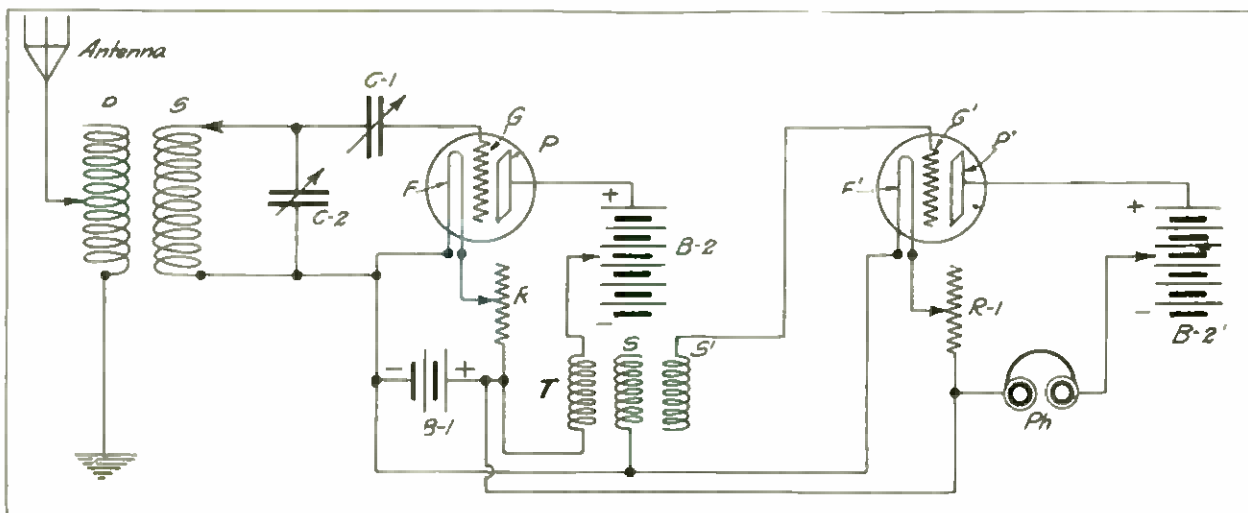 Antenna
P S
C-1
G
P
F
C-2
+
B-2
R
-
- +
B-1
T S S'
G'
P'
F'
+
R-1
-
B-2'
Ph